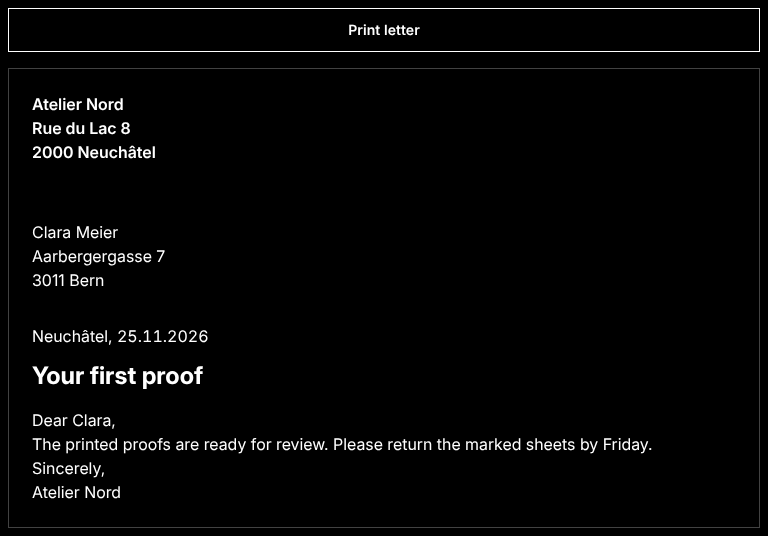 Print letter
Atelier Nord
Rue du Lac 8
2000 Neuchâtel
Clara Meier
Aarbergergasse 7
3011 Bern
Neuchâtel, 25.11.2026
Your first proof
Dear Clara,
The printed proofs are ready for review. Please return the marked sheets by Friday.
Sincerely,
Atelier Nord